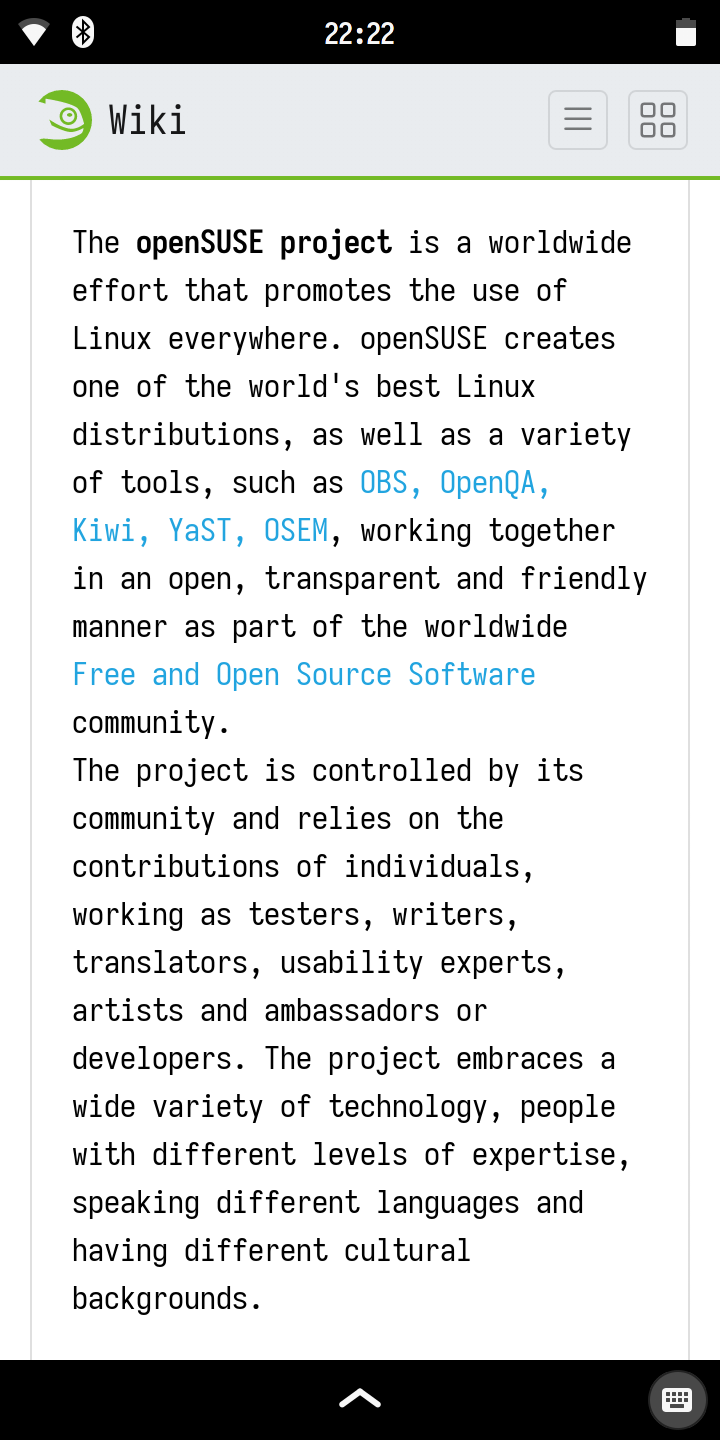 22:22
Wiki
The openSUSE project is a worldwide
effort that promotes the use of
Linux everywhere. openSUSE creates
one of the world's best Linux
distributions, as well as a variety
of tools, such as OBS, OpenQA,
Kiwi, YaST, OSEM, working together
in an open, transparent and friendly
manner as part of the worldwide
Free and Open Source Software
community.
The project is controlled by its
community and relies on the
contributions of individuals,
working as testers, writers,
translators, usability experts,
artists and ambassadors or
developers. The project embraces a
wide variety of technology, people
with different levels of expertise,
speaking different languages and
having different cultural
backgrounds.